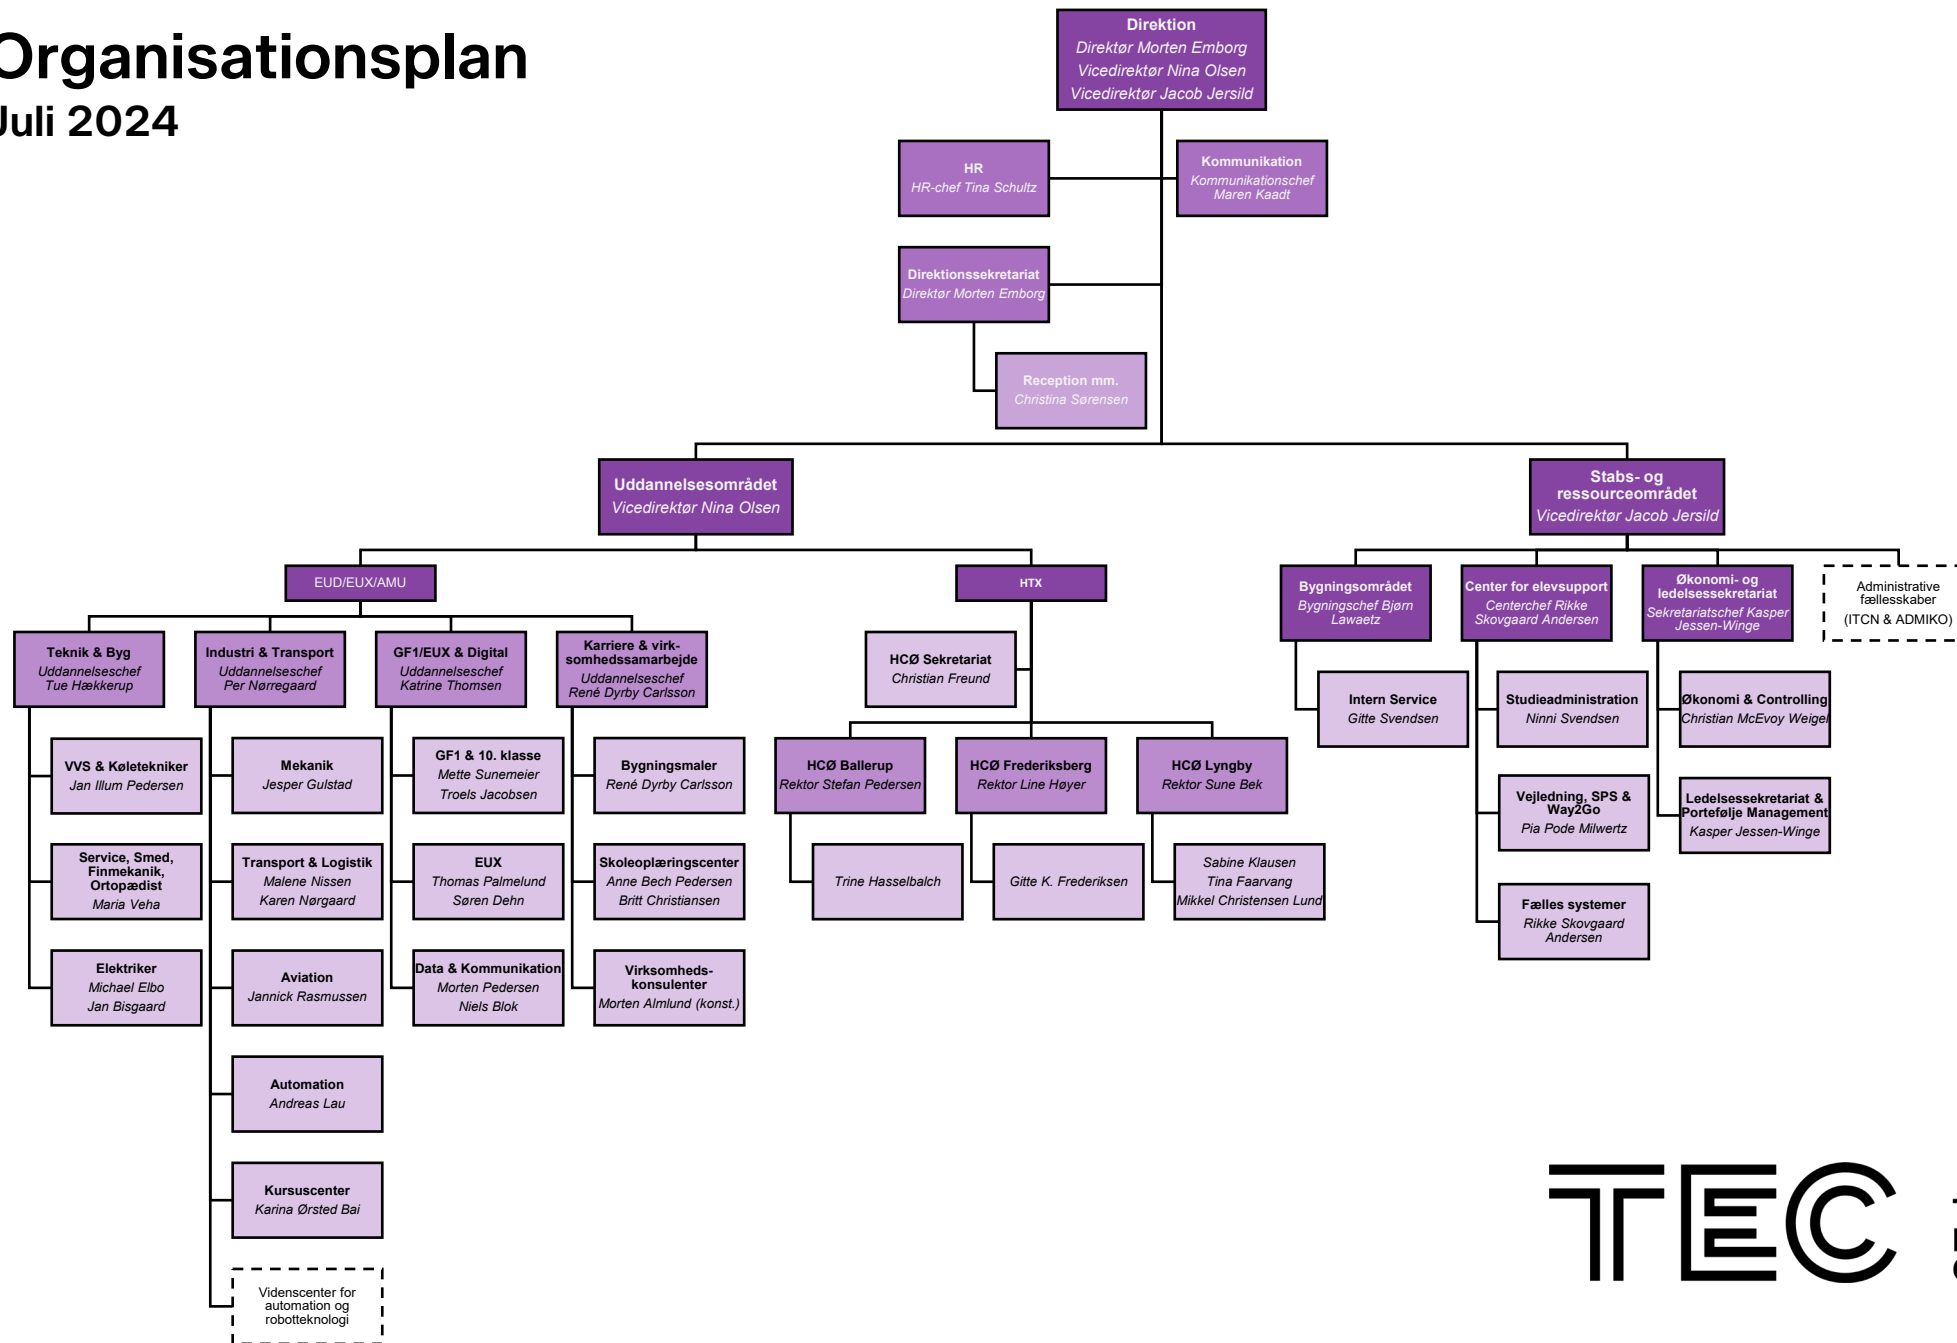 Organisationsplan
Juli 2024
Direktion
Direktør Morten Emborg
Vicedirektør Nina Olsen
Vicedirektør Jacob Jersild
HR
HR-chef Tina Schultz
Kommunikation
Kommunikationschef
Maren Kaadt
Direktionssekretariat
Direktør Morten Emborg
Reception mm.
Christina Sørensen
Uddannelsesområdet
Vicedirektør Nina Olsen
Stabs- og
ressourceområdet
Vicedirektør Jacob Jersild
EUD/EUX/AMU
HTX
Bygningsområdet
Bygningschef Bjørn
Lawaetz
Center for elevsupport
Centerchef Rikke
Skovgaard Andersen
Økonomi- og
ledelsessekretariat
Sekretariatschef Kasper
Jessen-Winge
Administrative
fællesskaber
(ITCN & ADMIKO)
Teknik & Byg
Uddannelseschef
Tue Hækkerup
Industri & Transport
Uddannelseschef
Per Nørregaard
GF1/EUX & Digital
Uddannelseschef
Katrine Thomsen
Karriere & virk-
somhedssamarbejde
Uddannelseschef
René Dyrby Carlsson
HCØ Sekretariat
Christian Freund
Intern Service
Gitte Svendsen
Studieadministration
Ninni Svendsen
Økonomi & Controlling
Christian McEvoy Weigel
VVS & Køletekniker
Jan Illum Pedersen
Mekanik
Jesper Gulstad
GF1 & 10. klasse
Mette Sunemeier
Troels Jacobsen
Bygningsmaler
René Dyrby Carlsson
HCØ Ballerup
Rektor Stefan Pedersen
HCØ Frederiksberg
Rektor Line Høyer
HCØ Lyngby
Rektor Sune Bek
Vejledning, SPS &
Way2Go
Pia Pode Milwertz
Ledelsessekretariat &
Portefølje Management
Kasper Jessen-Winge
Service, Smed,
Finmekanik,
Ortopædist
Maria Veha
Transport & Logistik
Malene Nissen
Karen Nørgaard
EUX
Thomas Palmelund
Søren Dehn
Skoleoplæringscenter
Anne Bech Pedersen
Britt Christiansen
Trine Hasselbalch
Gitte K. Frederiksen
Sabine Klausen
Tina Faarvang
Mikkel Christensen Lund
Fælles systemer
Rikke Skovgaard
Andersen
Elektriker
Michael Elbo
Jan Bisgaard
Aviation
Jannick Rasmussen
Data & Kommunikation
Morten Pedersen
Niels Blok
Virksomheds-
konsulenter
Morten Almlund (konst.)
Automation
Andreas Lau
Kursuscenter
Karina Ørsted Bai
Videnscenter for
automation og
robotteknologi
TEC